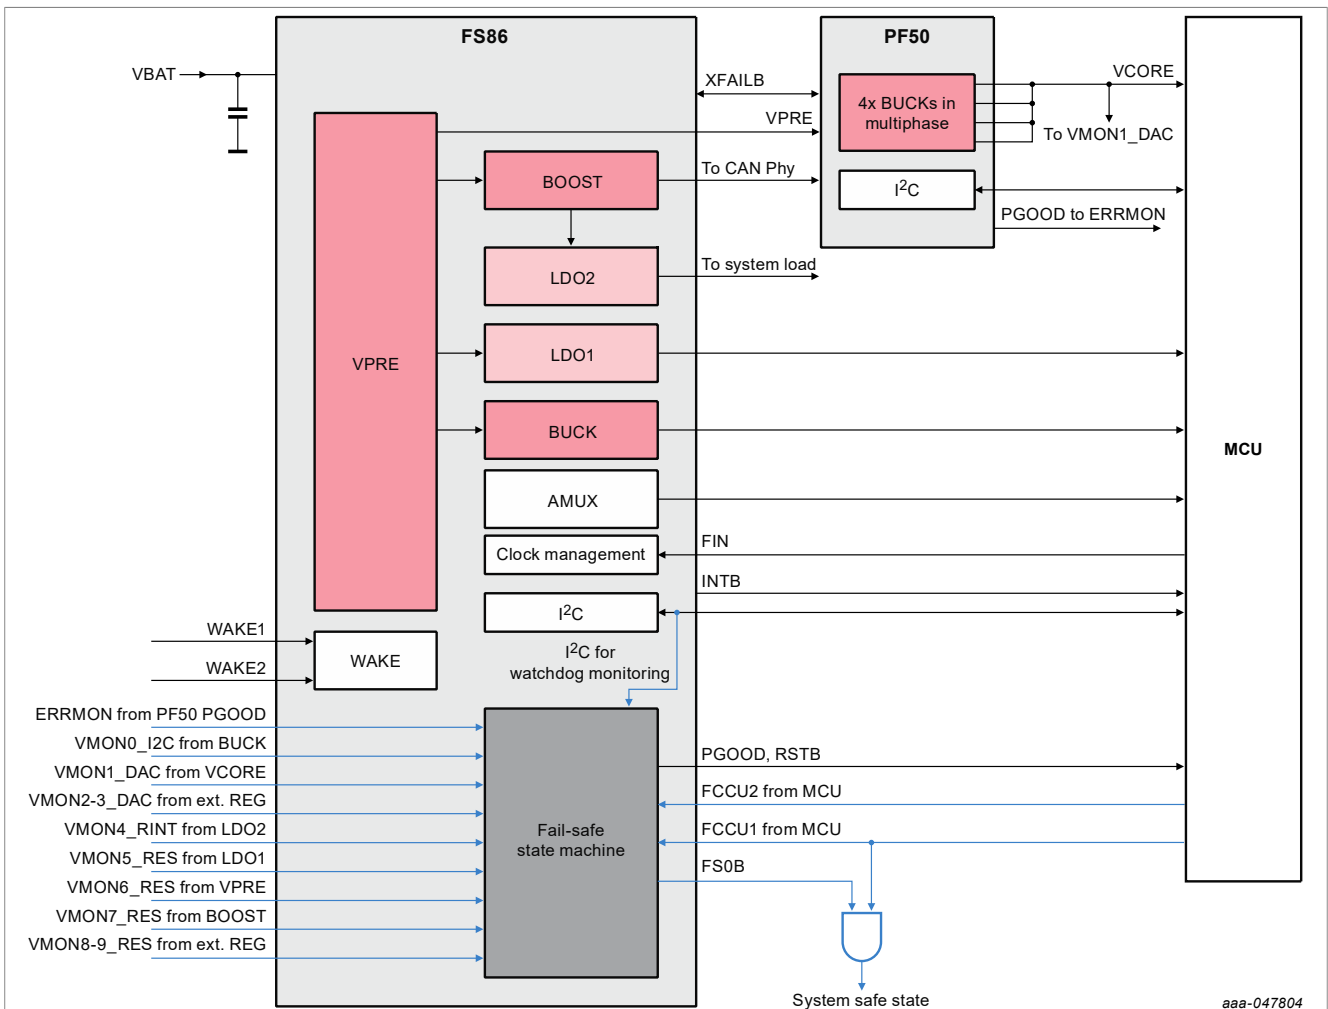 FS86
PF50
VBAT
XFAILB
VCORE
4x BUCKs in
multiphase
VPRE
To VMON1_DAC
BOOST
To CAN Phy
I²C
PGOOD to ERRMON
LDO2
To system load
VPRE
LDO1
BUCK
MCU
AMUX
Clock management
FIN
INTB
I²C
WAKE1
WAKE2
WAKE
I²C for
watchdog monitoring
ERRMON from PF50 PGOOD
VMON0_I2C from BUCK
VMON1_DAC from VCORE
VMON2-3_DAC from ext. REG
VMON4_RINT from LDO2
VMON5_RES from LDO1
VMON6_RES from VPRE
VMON7_RES from BOOST
VMON8-9_RES from ext. REG
Fail-safe
state machine
PGOOD, RSTB
FCCU2 from MCU
FCCU1 from MCU
FS0B
System safe state
aaa-047804